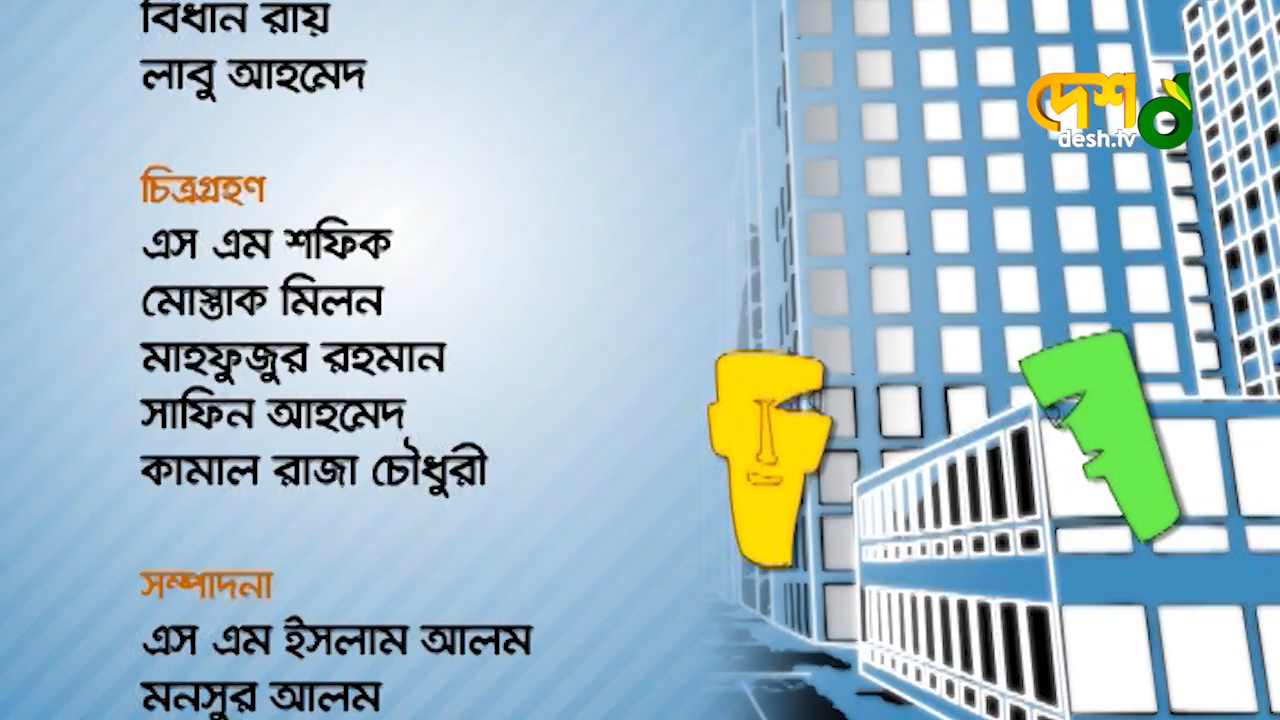 বিধান রায়
লাবু আহমেদ
চিত্রগ্রহণ
এস এম শফিক
মোস্তাক মিলন
মাহফুজুর রহমান
সাফিন আহমেদ
কামাল রাজা চৌধুরী
সম্পাদনা
এস এম ইসলাম আলম
মনসুর আলম
দেশ
desh.tv